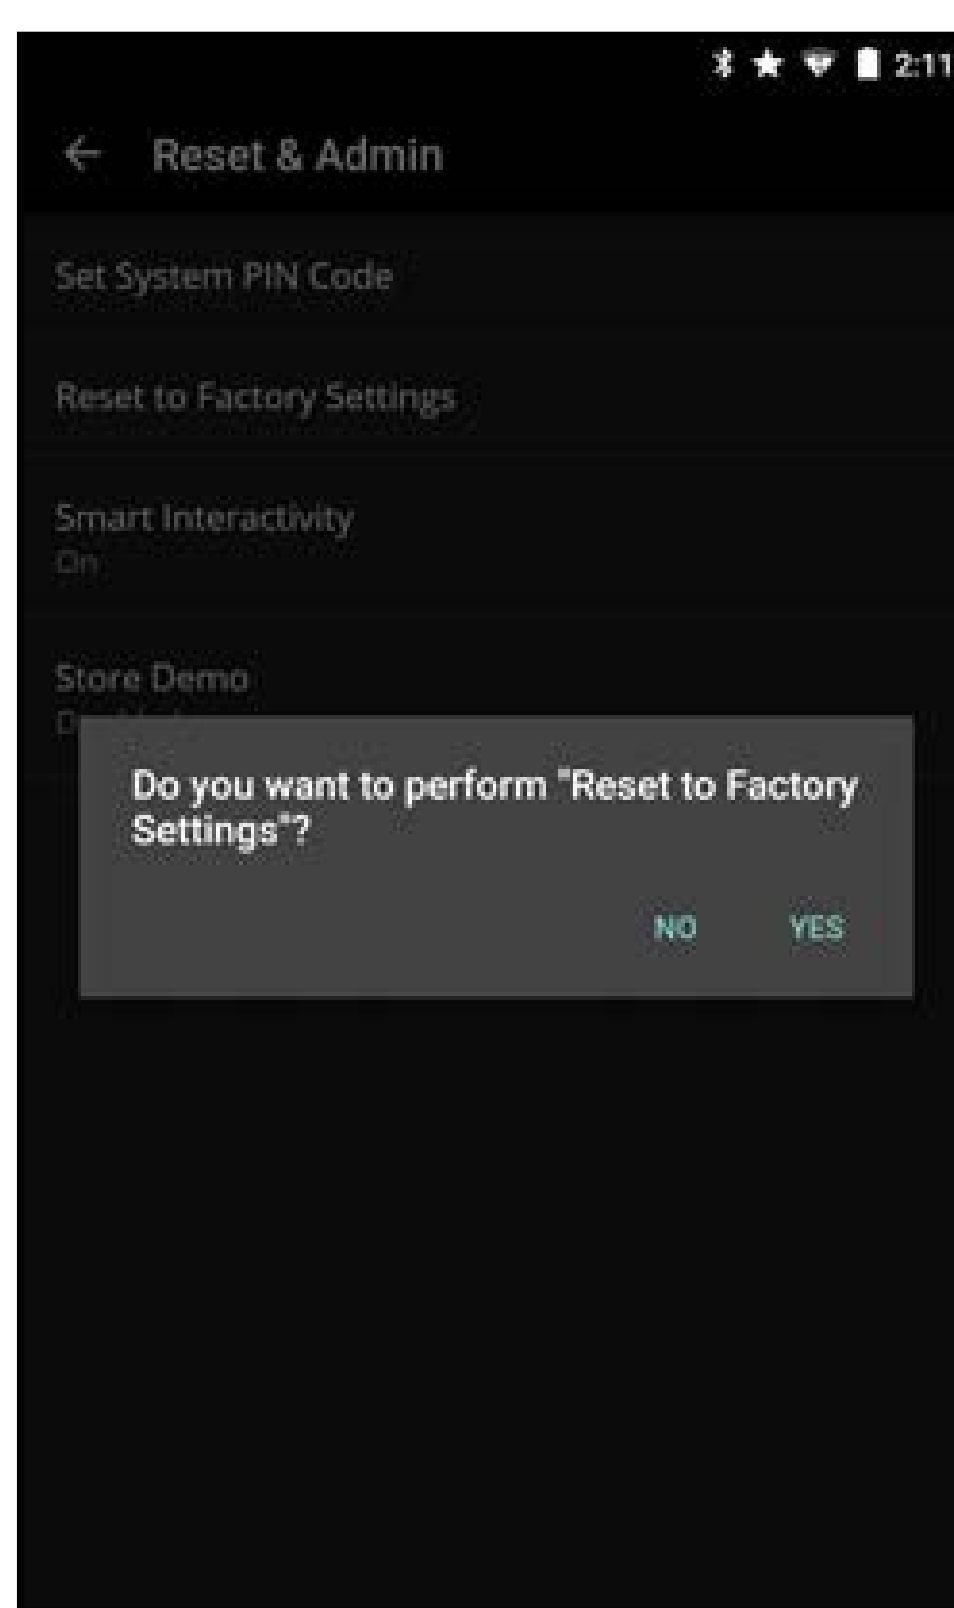 2:11
Reset & Admin
Set System PIN Code
Reset to Factory Settings
Smart Interactivity
On
Store Demo
Do you want to perform "Reset to Factory
Settings"?
NO YES